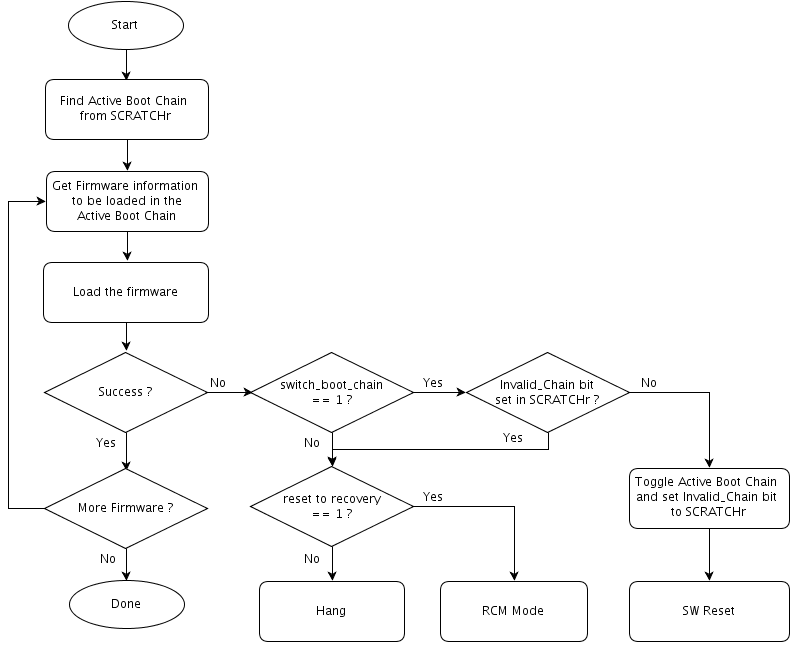 Start
Find Active Boot Chain
from SCRATCHr
Get Firmware information
to be loaded in the
Active Boot Chain
Load the firmware
Success ?
No
switch_boot_chain
== 1 ?
Yes
Invalid_Chain bit
set in SCRATCHr ?
No
Yes
No
Yes
More Firmware ?
reset to recovery
== 1 ?
Yes
Toggle Active Boot Chain
and set Invalid_Chain bit
to SCRATCHr
No
No
Done
Hang
RCM Mode
SW Reset